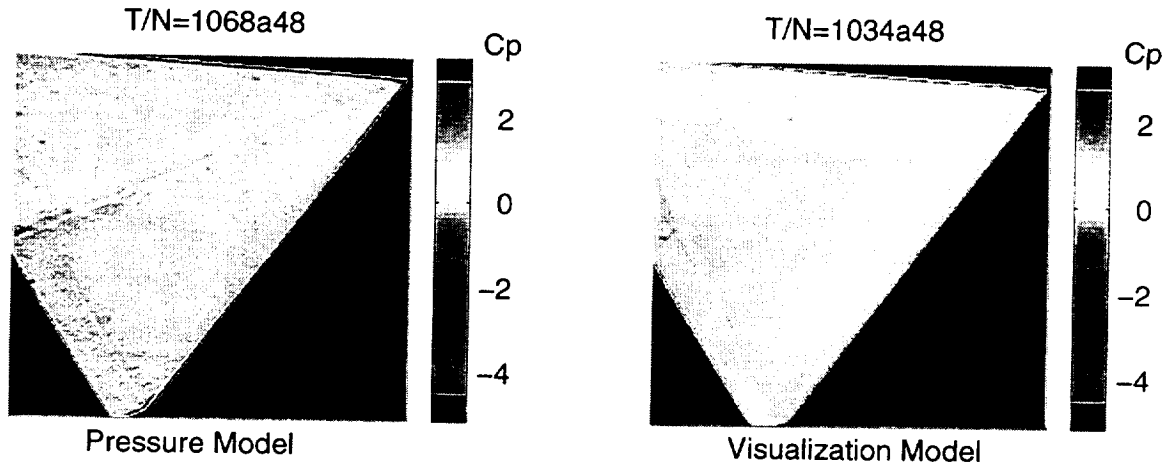 T/N=1068a48
Cp
2
0
−2
−4
Pressure Model
T/N=1034a48
Cp
2
0
−2
−4
Visualization Model